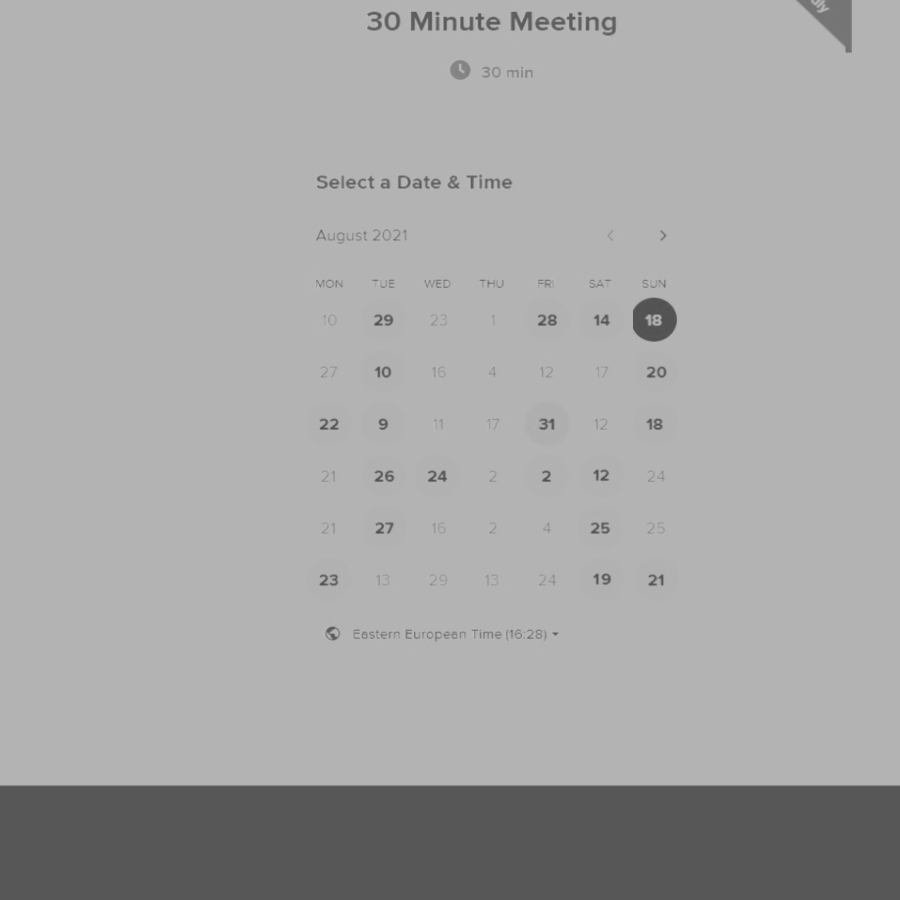 30 Minute Meeting
30 min
Select a Date & Time
August 2021
MON TUE WED THU FRI SAT SUN
10 29 23 1 28 14 18
27 10 16 4 12 17 20
22 9 11 17 31 12 18
21 26 24 2 2 12 24
21 27 16 2 4 25 25
23 13 29 13 24 19 21
Eastern European Time (16:28)